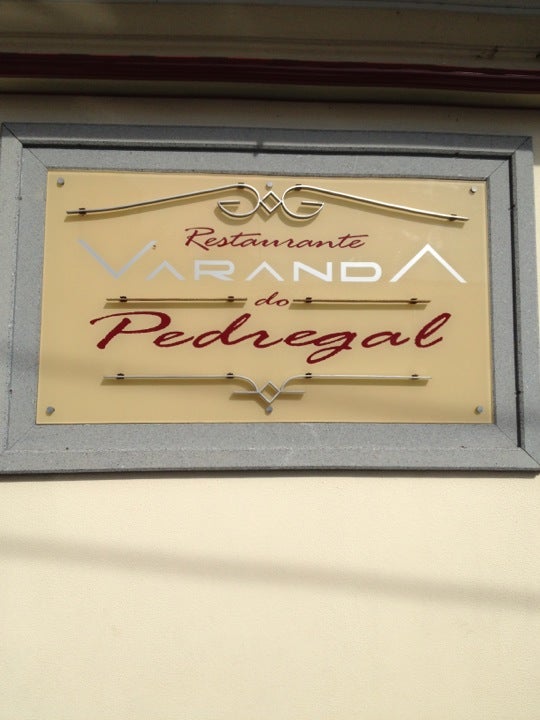 Restaurante
VARANDA
do
Pedregal